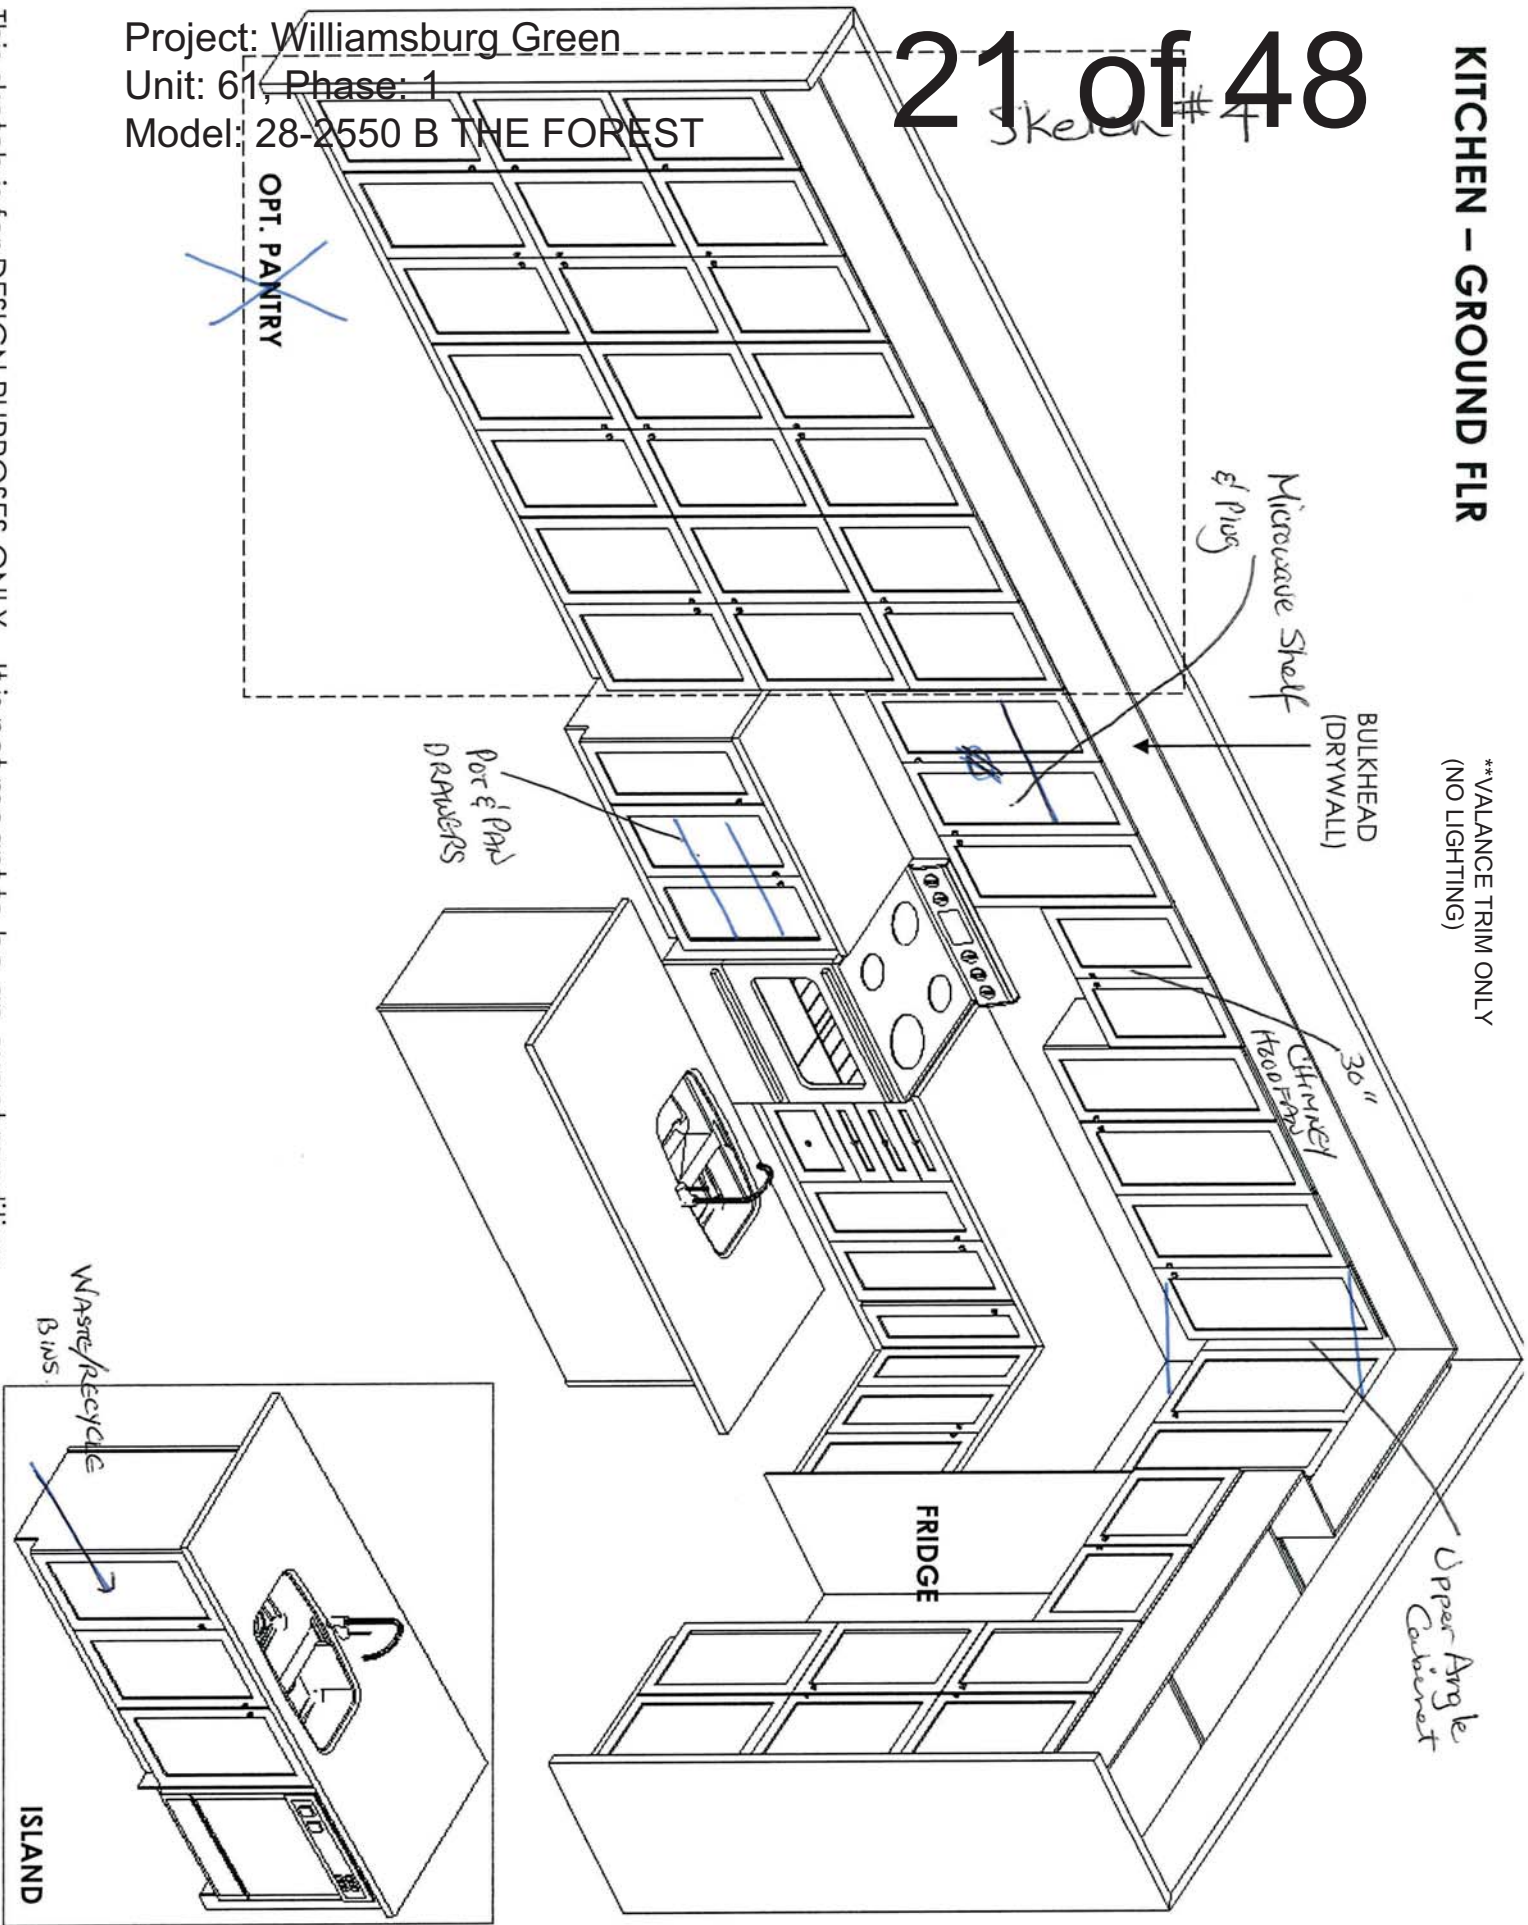 Project: Williamsburg Green
Unit: 61, Phase: 1
Model: 28-2550 B THE FOREST
21 of 48
Sketch #4
KITCHEN – GROUND FLR
**VALANCE TRIM ONLY
(NO LIGHTING)
BULKHEAD
(DRYWALL)
Microwave Shelf
& Plug
OPT. PANTRY
POT & PAN
DRAWERS
30"
CHIMNEY
HOODFAN
Upper Angle
Cabinet
FRIDGE
WASTE/RECYCLE
BINS.
ISLAND